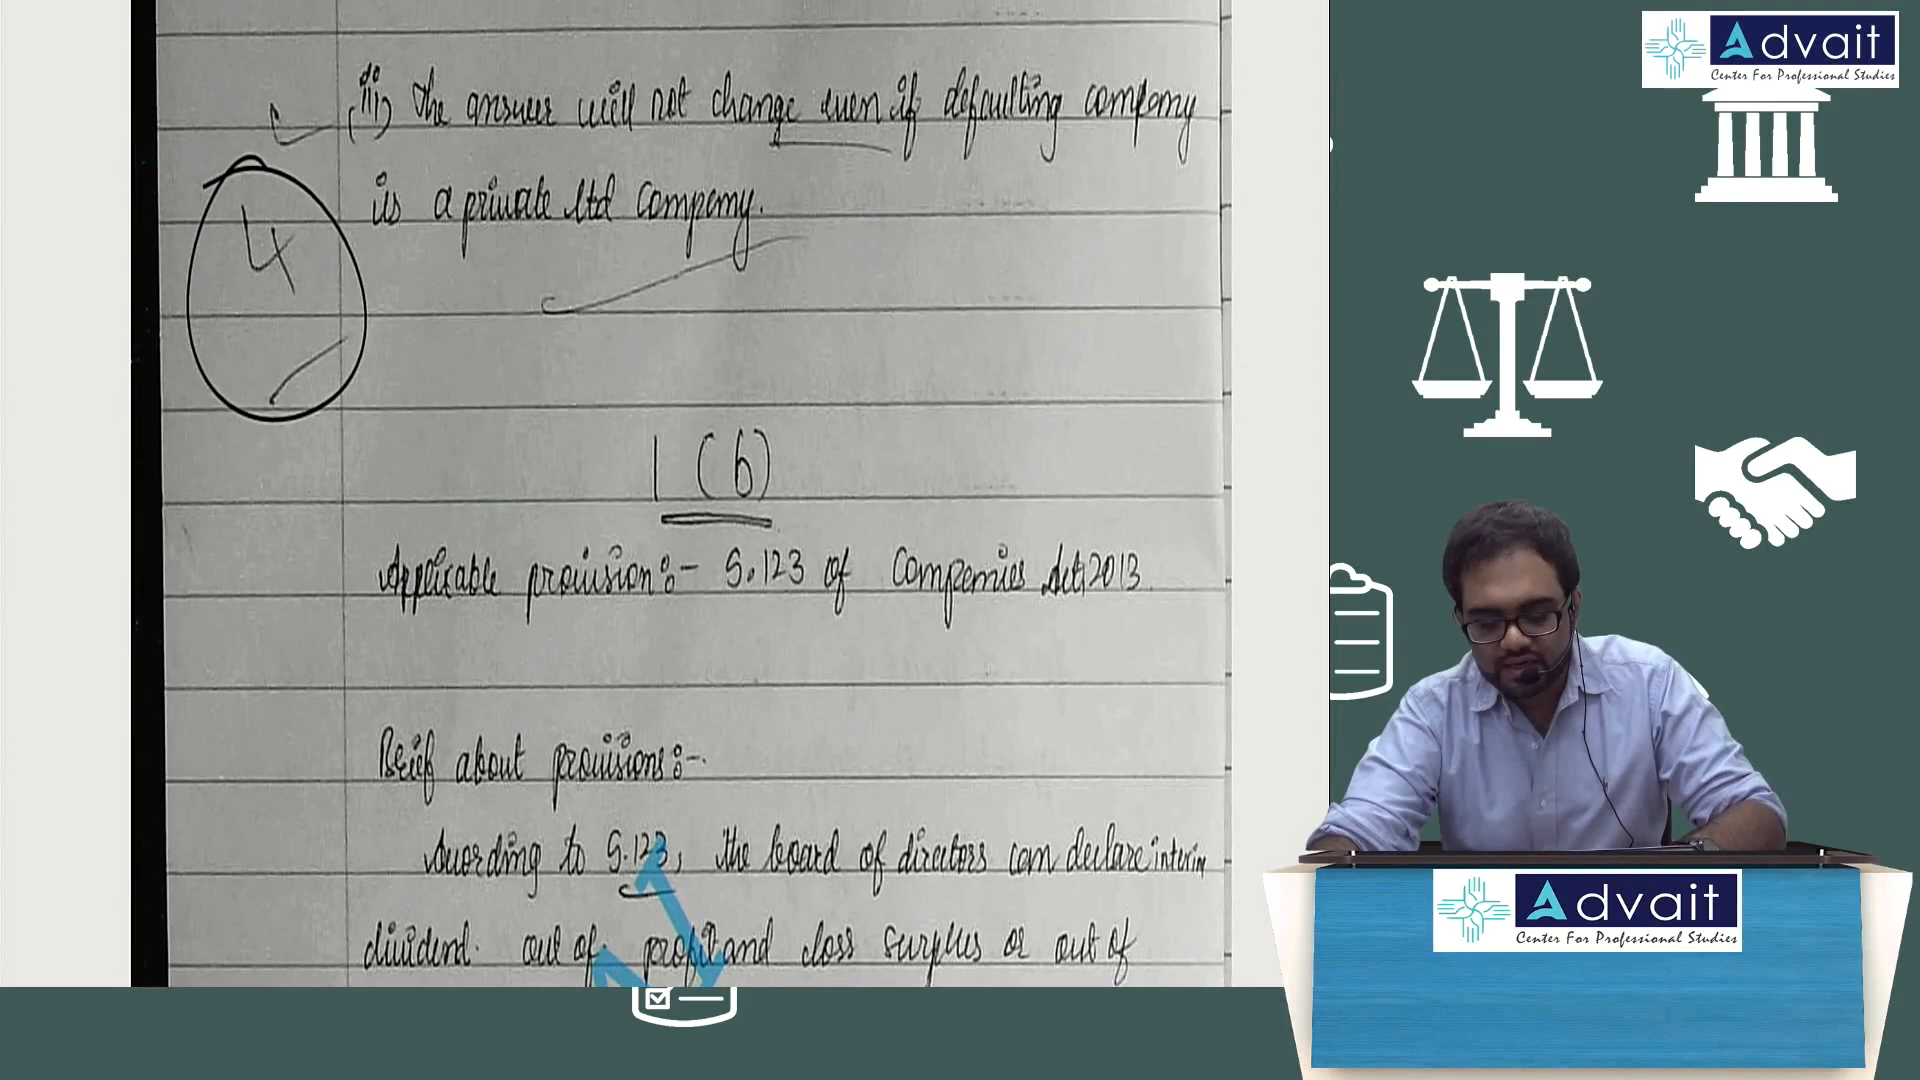 (iii) The answer will not change even if defaulting company
is a private ltd company.
4
1 (b)
Applicable provision:- S.123 of Companies Act, 2013
Brief about provisions:-
According to S.123, the board of directors can declare interim
dividend. out of profit and loss surplus or out of
Advait
Center For Professional Studies
Advait
Center For Professional Studies